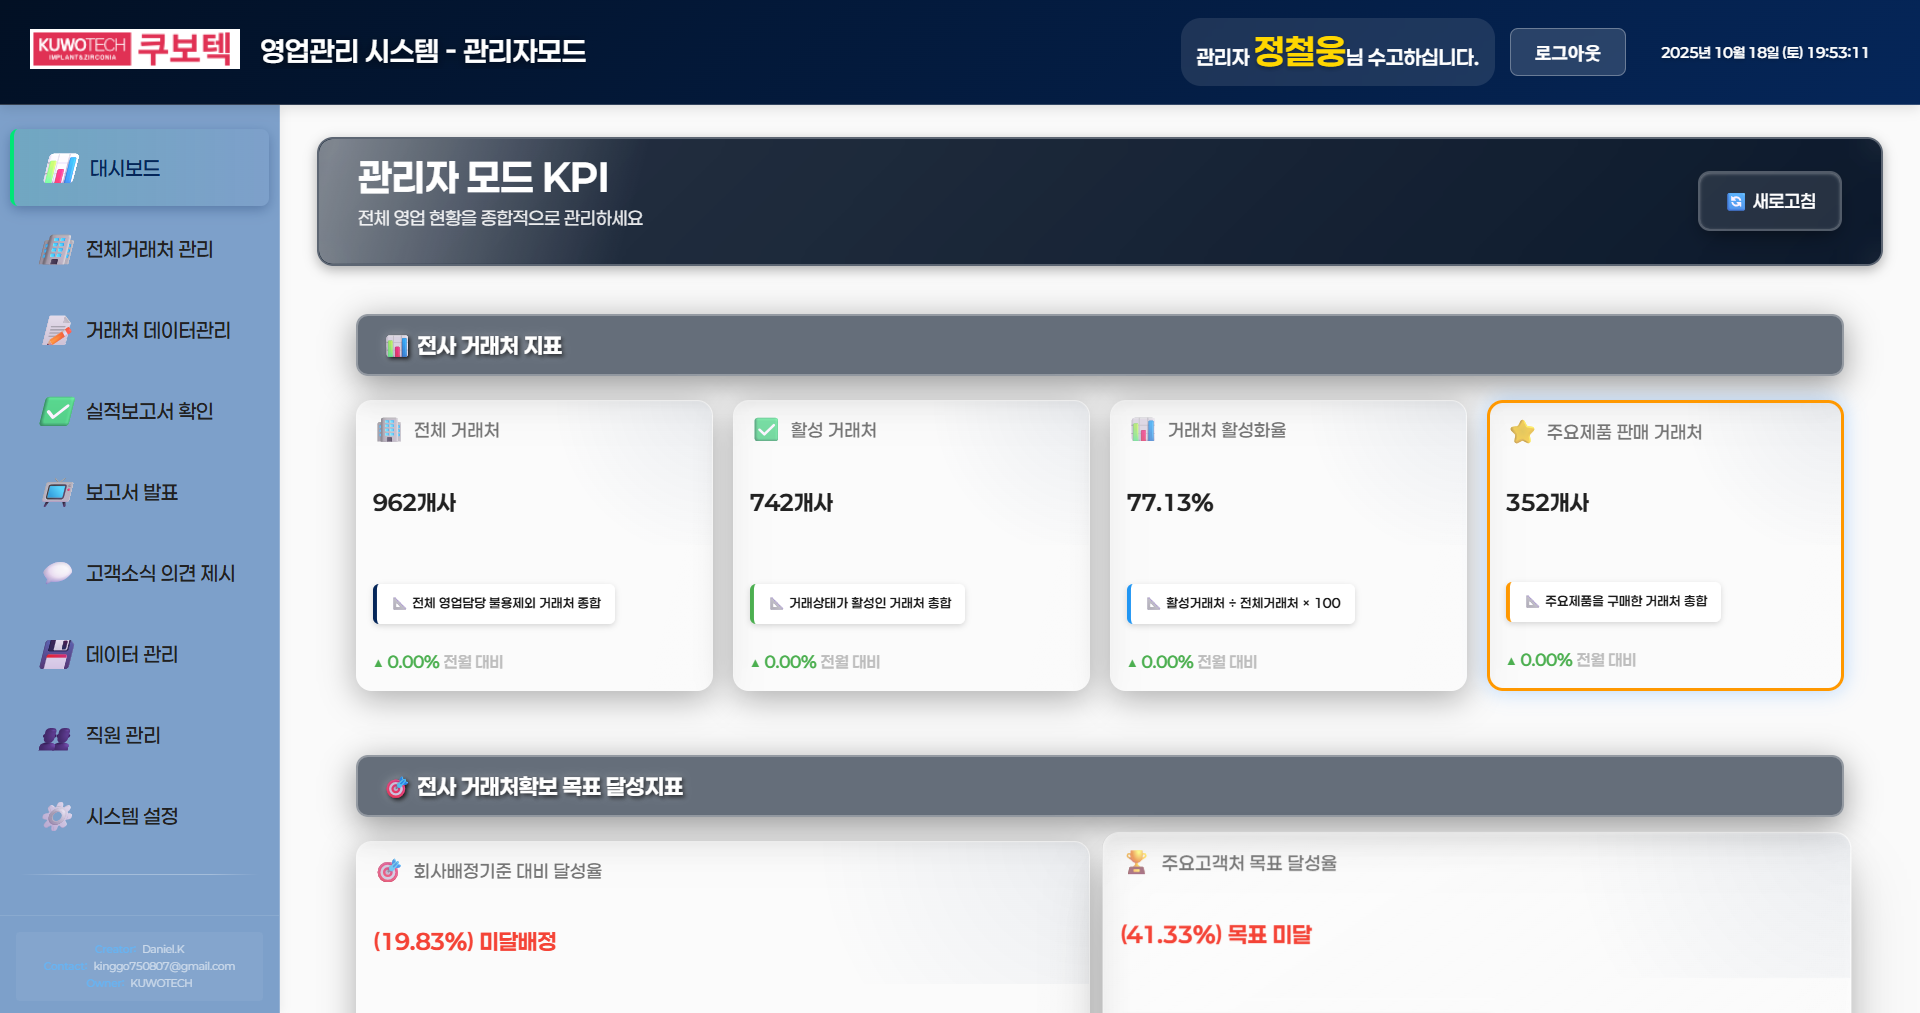 KUWOTECH
IMPLANT&ZIRCONIA
쿠보텍
영업관리 시스템 - 관리자모드
관리자 정철웅님 수고하십니다.
로그아웃
2025년 10월 18일 (토) 19:53:11
대시보드
전체거래처 관리
거래처 데이터관리
실적보고서 확인
보고서 발표
고객소식 의견 제시
데이터 관리
직원 관리
시스템 설정
Daniel.K
kinggo750807@gmail.com
KUWOTECH
관리자 모드 KPI
전체 영업 현황을 종합적으로 관리하세요
새로고침
전사 거래처 지표
전체 거래처
962개사
전체 영업담당 불용제외 거래처 종합
▲ 0.00% 전월 대비
활성 거래처
742개사
거래상태가 활성인 거래처 총합
▲ 0.00% 전월 대비
거래처 활성화율
77.13%
활성거래처 ÷ 전체거래처 × 100
▲ 0.00% 전월 대비
주요제품 판매 거래처
352개사
주요제품을 구매한 거래처 총합
▲ 0.00% 전월 대비
전사 거래처확보 목표 달성지표
회사배정기준 대비 달성율
(19.83%) 미달배정
주요고객처 목표 달성율
(41.33%) 목표 미달